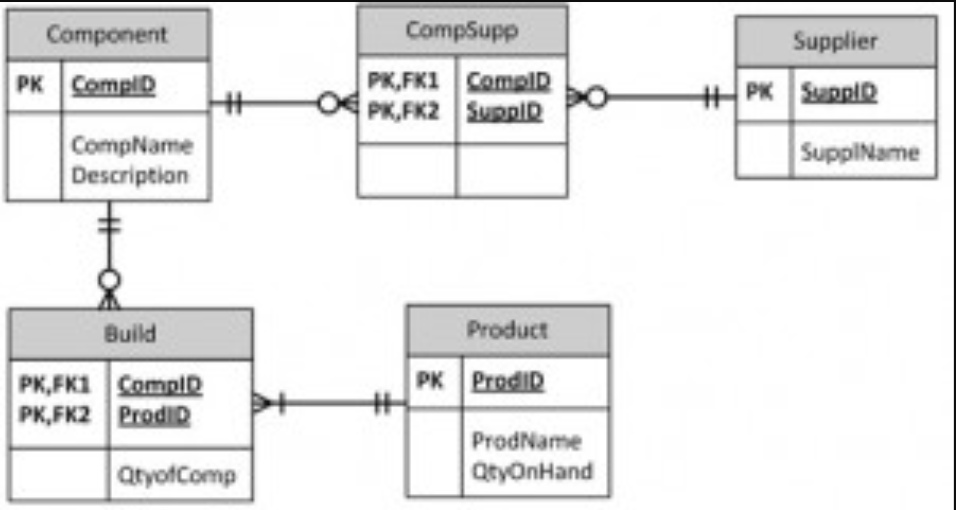 Component
PK CompID
CompName
Description
CompSupp
PK,FK1 CompID
PK,FK2 SuppID
Supplier
PK SuppID
SupplName
Build
PK,FK1 CompID
PK,FK2 ProdID
QtyofComp
Product
PK ProdID
ProdName
QtyOnHand